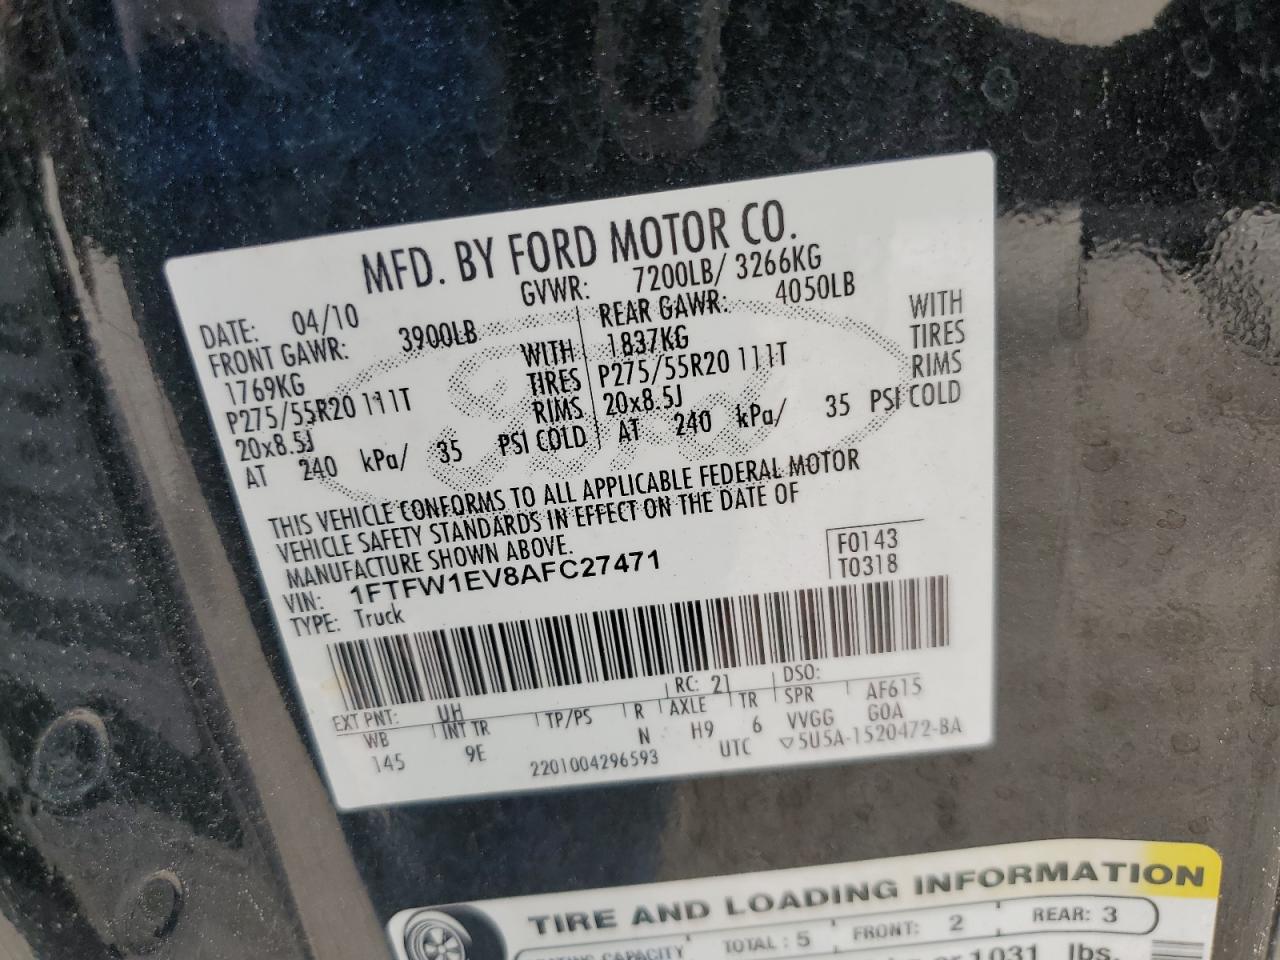 MFD. BY FORD MOTOR CO.
DATE: 04/10 GVWR: 7200LB/ 3266KG
FRONT GAWR: 3900LB REAR GAWR: 4050LB
1769KG WITH 1837KG WITH
P275/55R20 111T TIRES P275/55R20 111T TIRES
20x8.5J RIMS 20x8.5J RIMS
AT 240 kPa/ 35 PSI COLD AT 240 kPa/ 35 PSI COLD
THIS VEHICLE CONFORMS TO ALL APPLICABLE FEDERAL MOTOR
VEHICLE SAFETY STANDARDS IN EFFECT ON THE DATE OF
MANUFACTURE SHOWN ABOVE.
VIN: 1FTFW1EV8AFC27471 F0143
TYPE: Truck T0318
EXT PNT: UH RC: 21 DSO:
WB INT TR TP/PS R AXLE TR SPR AF615
145 9E N H9 6 VVGG GOA
2201004296593 UTC ▽5U5A-1520472-BA
TIRE AND LOADING INFORMATION
CAPACITY TOTAL : 5 FRONT: 2 REAR: 3
or 1031 lbs.